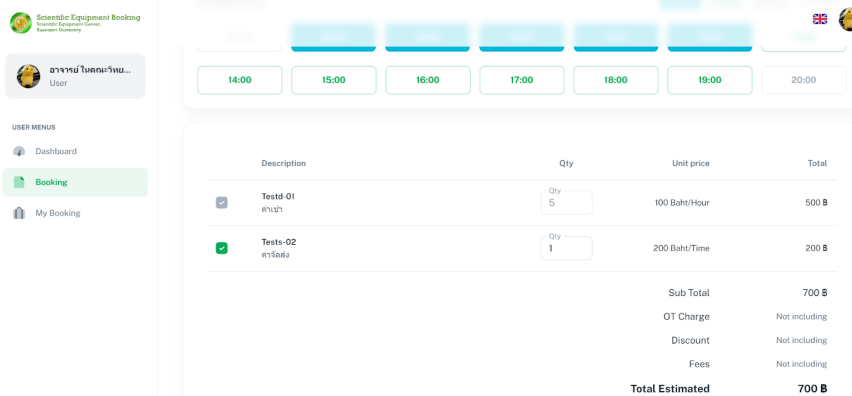 Scientific Equipment Booking
Scientific Equipment Center,
Kasetsart University
อาจารย์ ในคณะวิทย...
User
USER MENUS
Dashboard
Booking
My Booking
14:00 15:00 16:00 17:00 18:00 19:00 20:00
Description Qty Unit price Total
Testd-01
ค่าเช่า
Qty
5
100 Baht/Hour
500 ฿
Tests-02
ค่าจัดส่ง
Qty
1
200 Baht/Time
200 ฿
Sub Total 700 ฿
OT Charge Not including
Discount Not including
Fees Not including
Total Estimated 700 ฿